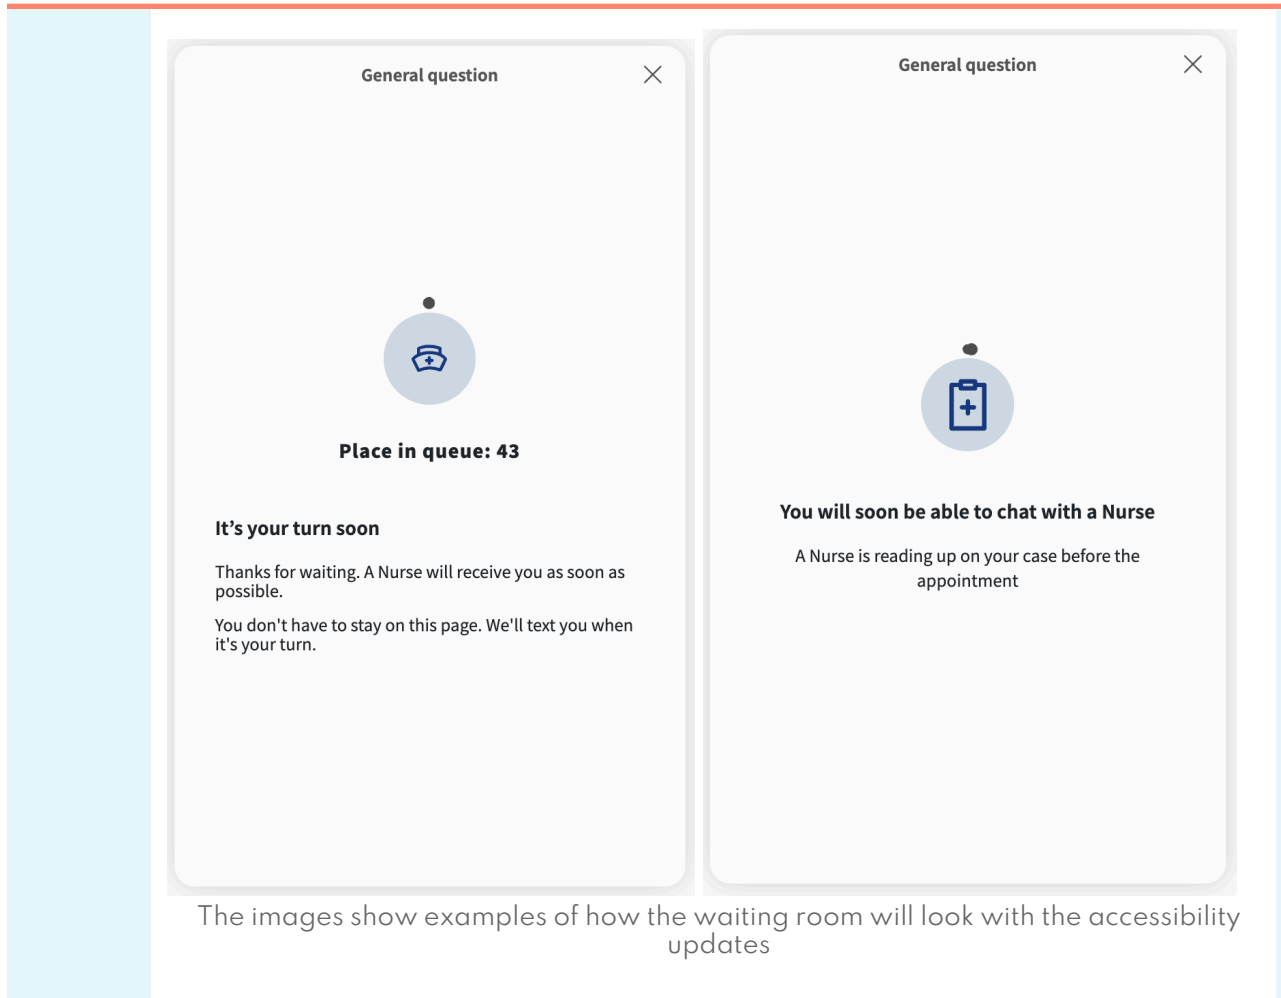 General question
Place in queue: 43
It’s your turn soon
Thanks for waiting. A Nurse will receive you as soon as
possible.
You don't have to stay on this page. We'll text you when
it's your turn.
General question
You will soon be able to chat with a Nurse
A Nurse is reading up on your case before the
appointment
The images show examples of how the waiting room will look with the accessibility
updates